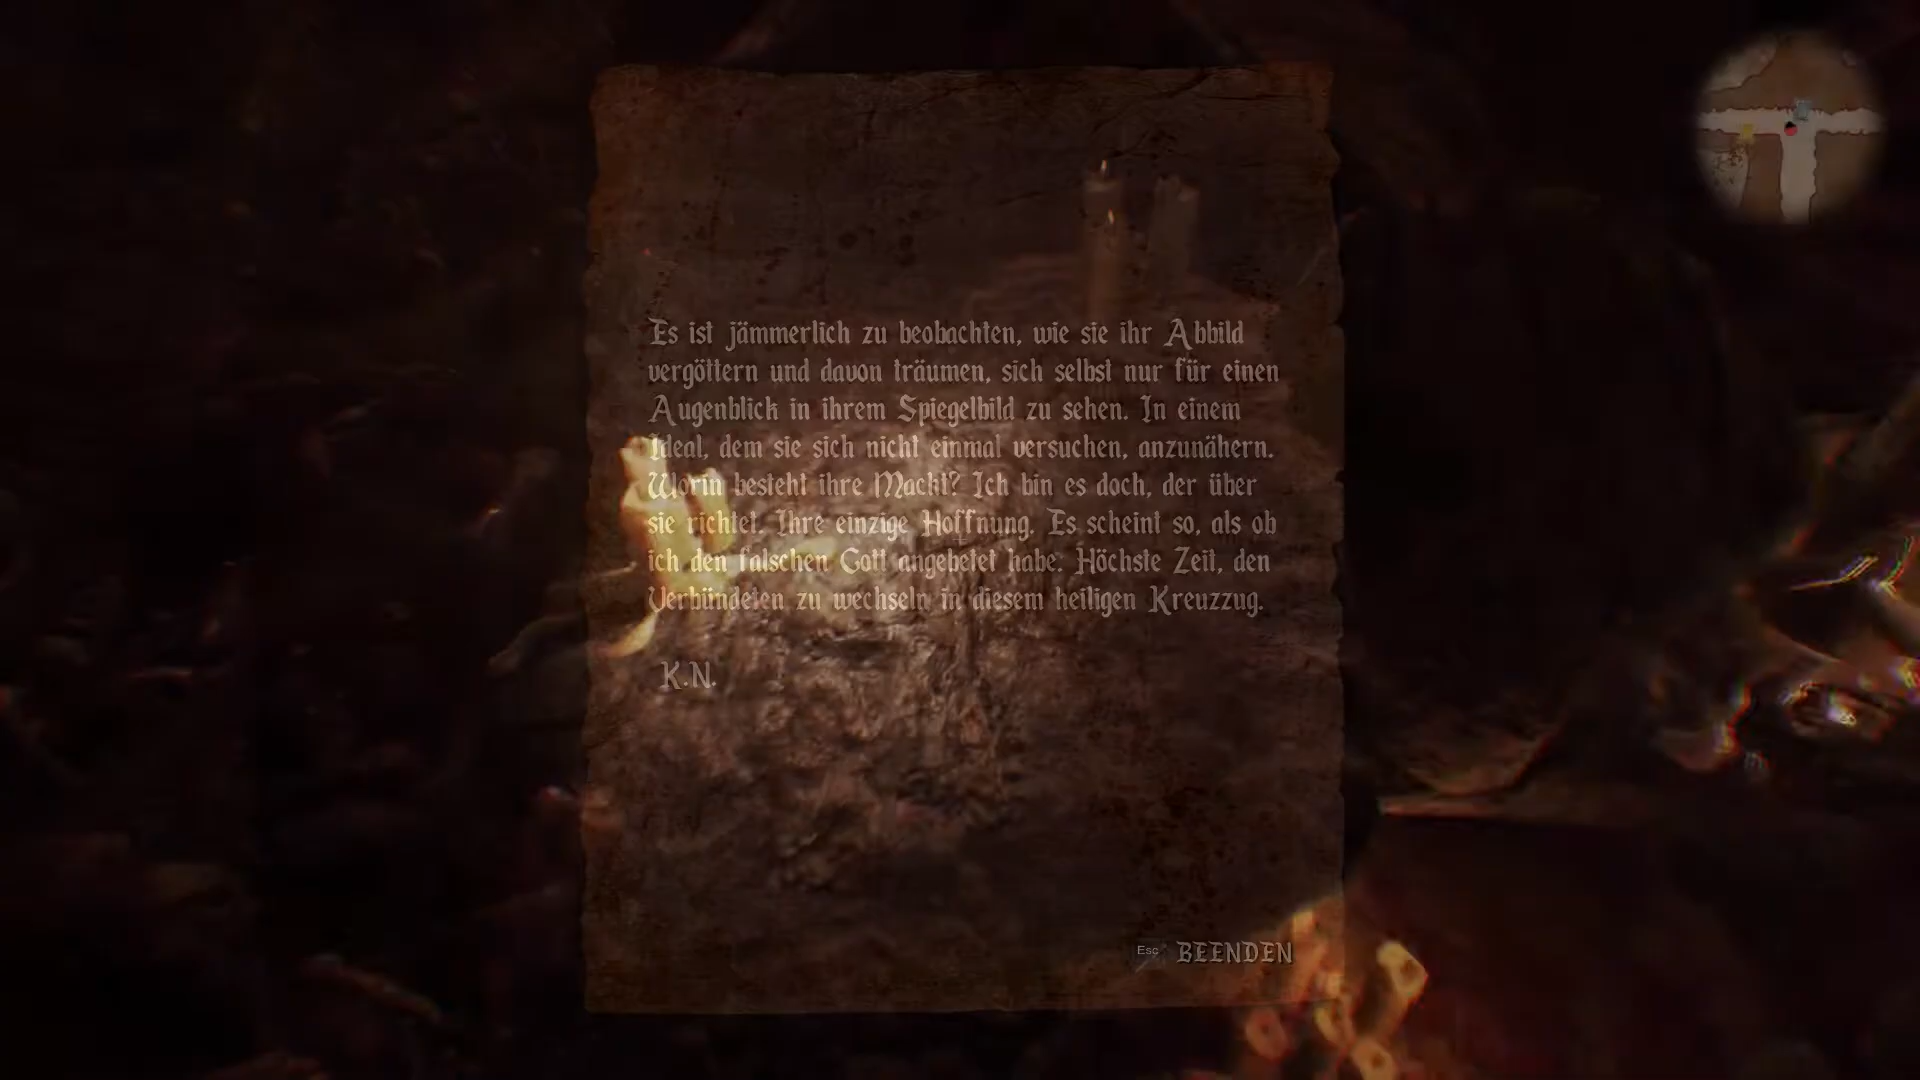 Es ist jämmerlich zu beobachten, wie sie ihr Abbild
vergöttern und davon träumen, sich selbst nur für einen
Augenblick in ihrem Spiegelbild zu sehen. In einem
Ideal, dem sie sich nicht einmal versuchen, anzunähern.
Worin besteht ihre Macht? Ich bin es doch, der über
sie richtet. Ihre einzige Hoffnung. Es scheint so, als ob
ich den falschen Gott angebetet habe. Höchste Zeit, den
Verbündeten zu wechseln in diesem heiligen Kreuzzug.
K.N.
Esc BEENDEN